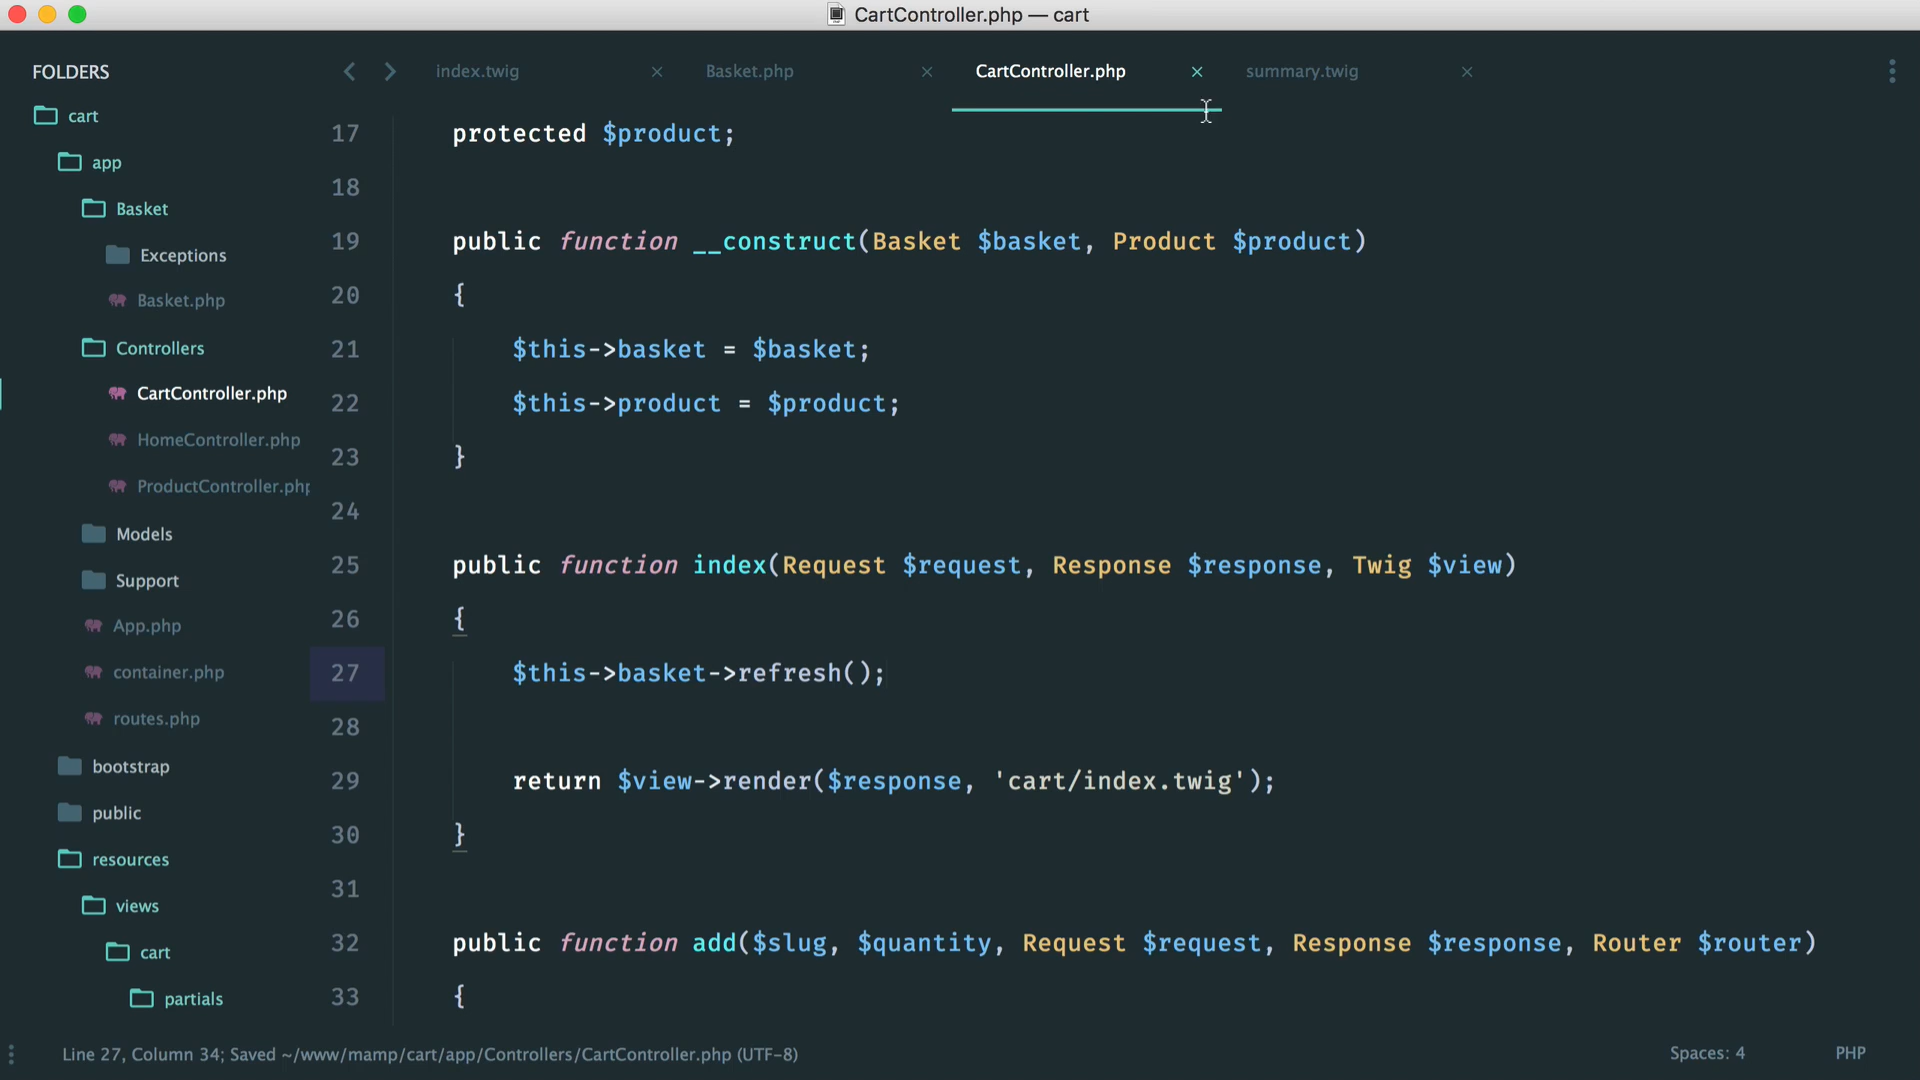 CartController.php — cart
FOLDERS
cart
app
Basket
Exceptions
Basket.php
Controllers
CartController.php
HomeController.php
ProductController.php
Models
Support
App.php
container.php
routes.php
bootstrap
public
resources
views
cart
partials
index.twig
Basket.php
CartController.php
summary.twig
17 protected $product;
18
19 public function __construct(Basket $basket, Product $product)
20 {
21 $this->basket = $basket;
22 $this->product = $product;
23 }
24
25 public function index(Request $request, Response $response, Twig $view)
26 {
27 $this->basket->refresh();
28
29 return $view->render($response, 'cart/index.twig');
30 }
31
32 public function add($slug, $quantity, Request $request, Response $response, Router $router)
33 {
Line 27, Column 34; Saved ~/www/mamp/cart/app/Controllers/CartController.php (UTF-8)
Spaces: 4
PHP